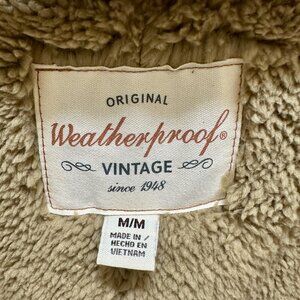 ORIGINAL
Weatherproof®
VINTAGE
since 1948
M/M
MADE IN /
HECHO EN
VIETNAM